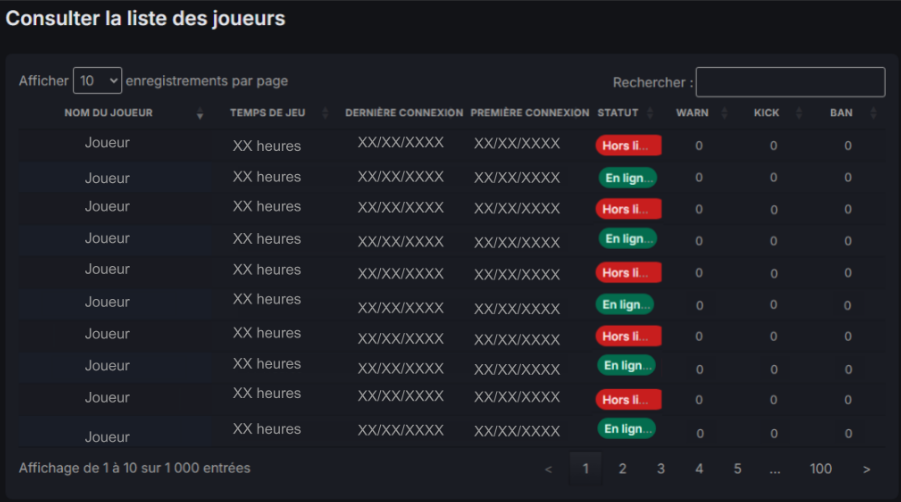 Consulter la liste des joueurs
Afficher 10 enregistrements par page Rechercher :
NOM DU JOUEUR TEMPS DE JEU DERNIÈRE CONNEXION PREMIÈRE CONNEXION STATUT WARN KICK BAN
Joueur XX heures XX/XX/XXXX XX/XX/XXXX Hors li... 0 0 0
Joueur XX heures XX/XX/XXXX XX/XX/XXXX En lign... 0 0 0
Joueur XX heures XX/XX/XXXX XX/XX/XXXX Hors li... 0 0 0
Joueur XX heures XX/XX/XXXX XX/XX/XXXX En lign... 0 0 0
Joueur XX heures XX/XX/XXXX XX/XX/XXXX Hors li... 0 0 0
Joueur XX heures XX/XX/XXXX XX/XX/XXXX En lign... 0 0 0
Joueur XX heures XX/XX/XXXX XX/XX/XXXX Hors li... 0 0 0
Joueur XX heures XX/XX/XXXX XX/XX/XXXX En lign... 0 0 0
Joueur XX heures XX/XX/XXXX XX/XX/XXXX Hors li... 0 0 0
Joueur XX heures XX/XX/XXXX XX/XX/XXXX En lign... 0 0 0
Affichage de 1 à 10 sur 1 000 entrées < 1 2 3 4 5 ... 100 >